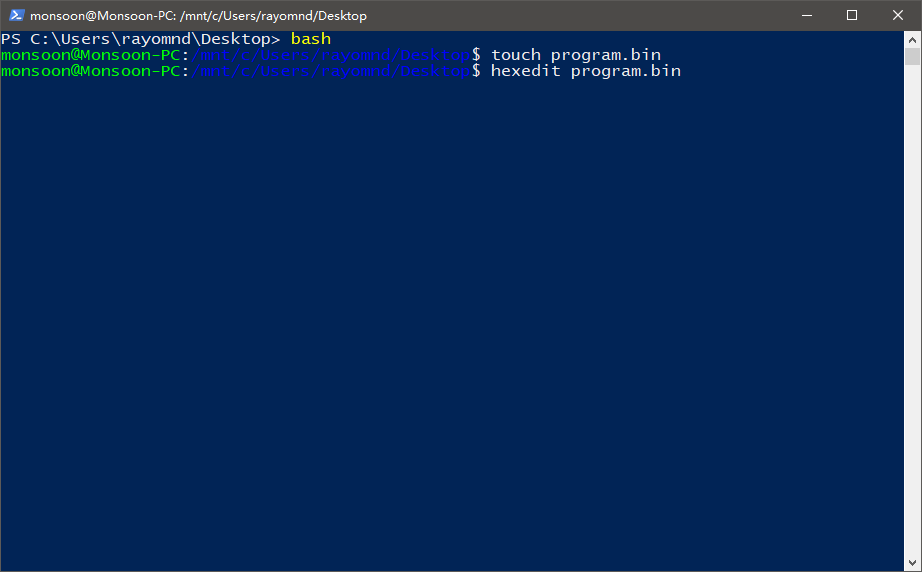 monsoon@Monsoon-PC: /mnt/c/Users/rayomnd/Desktop
PS C:\Users\rayomnd\Desktop> bash
monsoon@Monsoon-PC:/mnt/c/Users/rayomnd/Desktop$ touch program.bin
monsoon@Monsoon-PC:/mnt/c/Users/rayomnd/Desktop$ hexedit program.bin